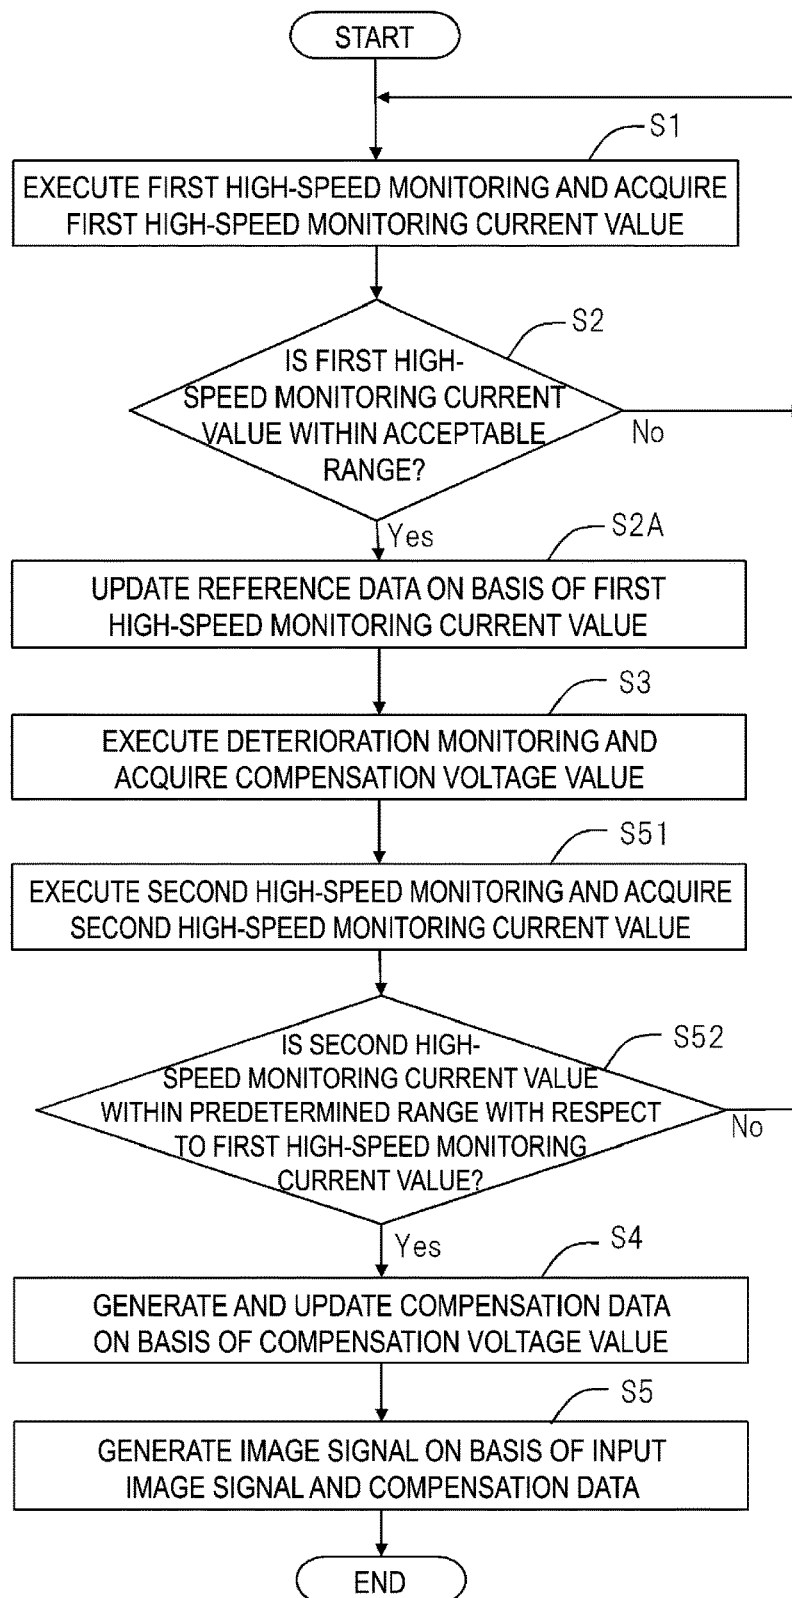 START
S1
EXECUTE FIRST HIGH-SPEED MONITORING AND ACQUIRE
FIRST HIGH-SPEED MONITORING CURRENT VALUE
S2
IS FIRST HIGH-
SPEED MONITORING CURRENT
VALUE WITHIN ACCEPTABLE
RANGE?
No
Yes
S2A
UPDATE REFERENCE DATA ON BASIS OF FIRST
HIGH-SPEED MONITORING CURRENT VALUE
S3
EXECUTE DETERIORATION MONITORING AND
ACQUIRE COMPENSATION VOLTAGE VALUE
S51
EXECUTE SECOND HIGH-SPEED MONITORING AND ACQUIRE
SECOND HIGH-SPEED MONITORING CURRENT VALUE
S52
IS SECOND HIGH-
SPEED MONITORING CURRENT VALUE
WITHIN PREDETERMINED RANGE WITH RESPECT
TO FIRST HIGH-SPEED MONITORING
CURRENT VALUE?
No
Yes
S4
GENERATE AND UPDATE COMPENSATION DATA
ON BASIS OF COMPENSATION VOLTAGE VALUE
S5
GENERATE IMAGE SIGNAL ON BASIS OF INPUT
IMAGE SIGNAL AND COMPENSATION DATA
END